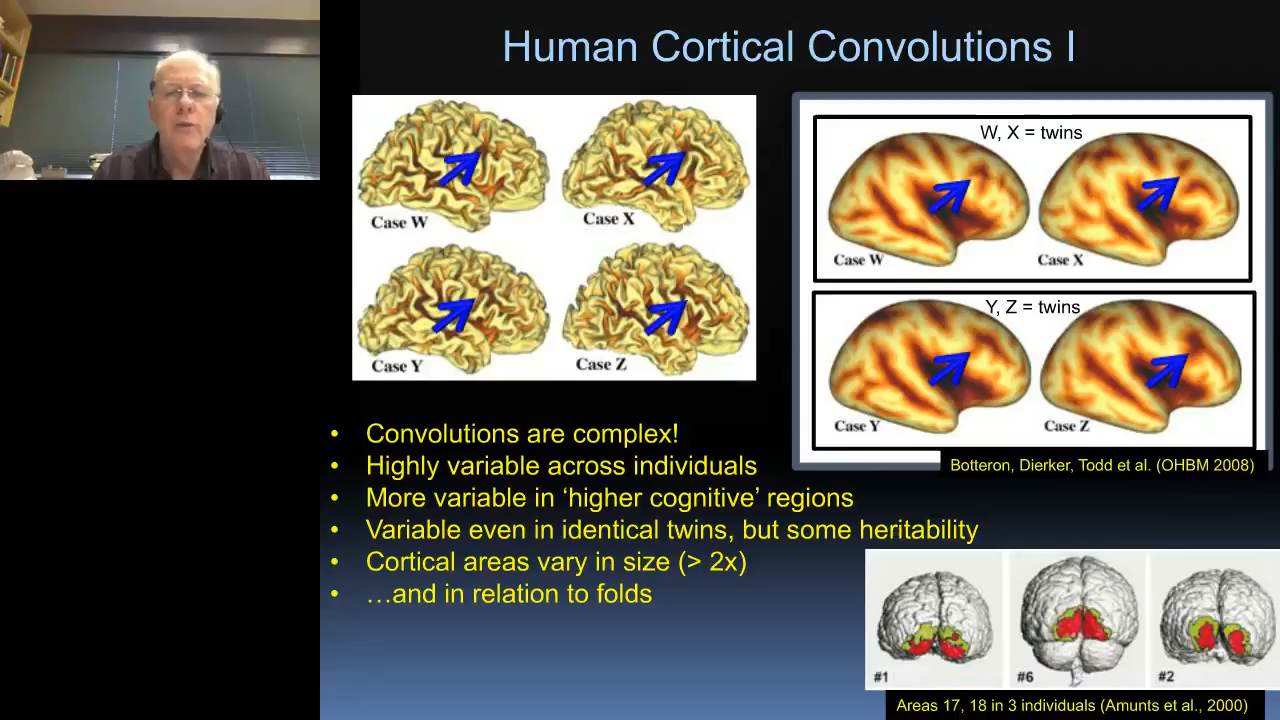 Human Cortical Convolutions I
Case W
Case X
Case Y
Case Z
W, X = twins
Case W
Case X
Y, Z = twins
Case Y
Case Z
Botteron, Dierker, Todd et al. (OHBM 2008)
• Convolutions are complex!
• Highly variable across individuals
• More variable in ‘higher cognitive’ regions
• Variable even in identical twins, but some heritability
• Cortical areas vary in size (> 2x)
• …and in relation to folds
#1
#6
#2
Areas 17, 18 in 3 individuals (Amunts et al., 2000)